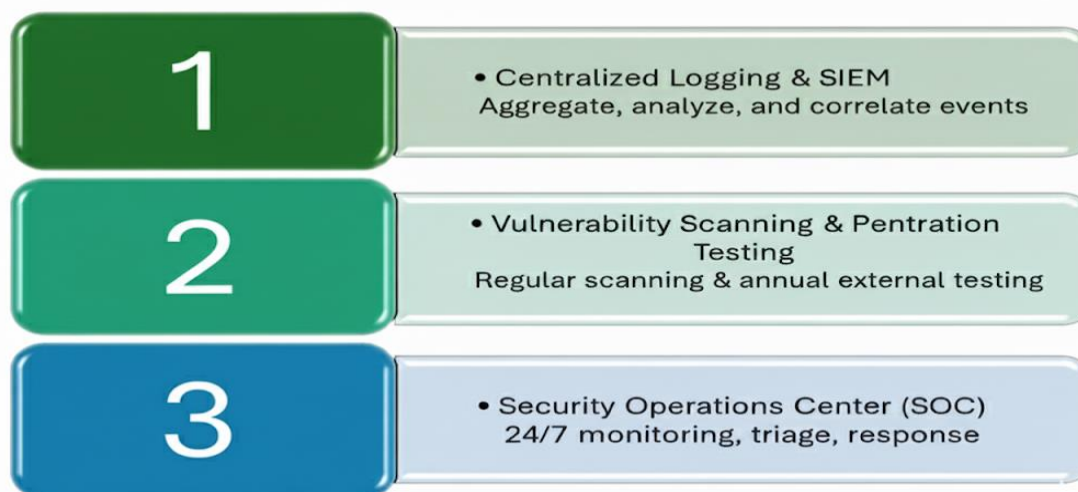 1
• Centralized Logging & SIEM
Aggregate, analyze, and correlate events
2
• Vulnerability Scanning & Pentration
Testing
Regular scanning & annual external testing
3
• Security Operations Center (SOC)
24/7 monitoring, triage, response